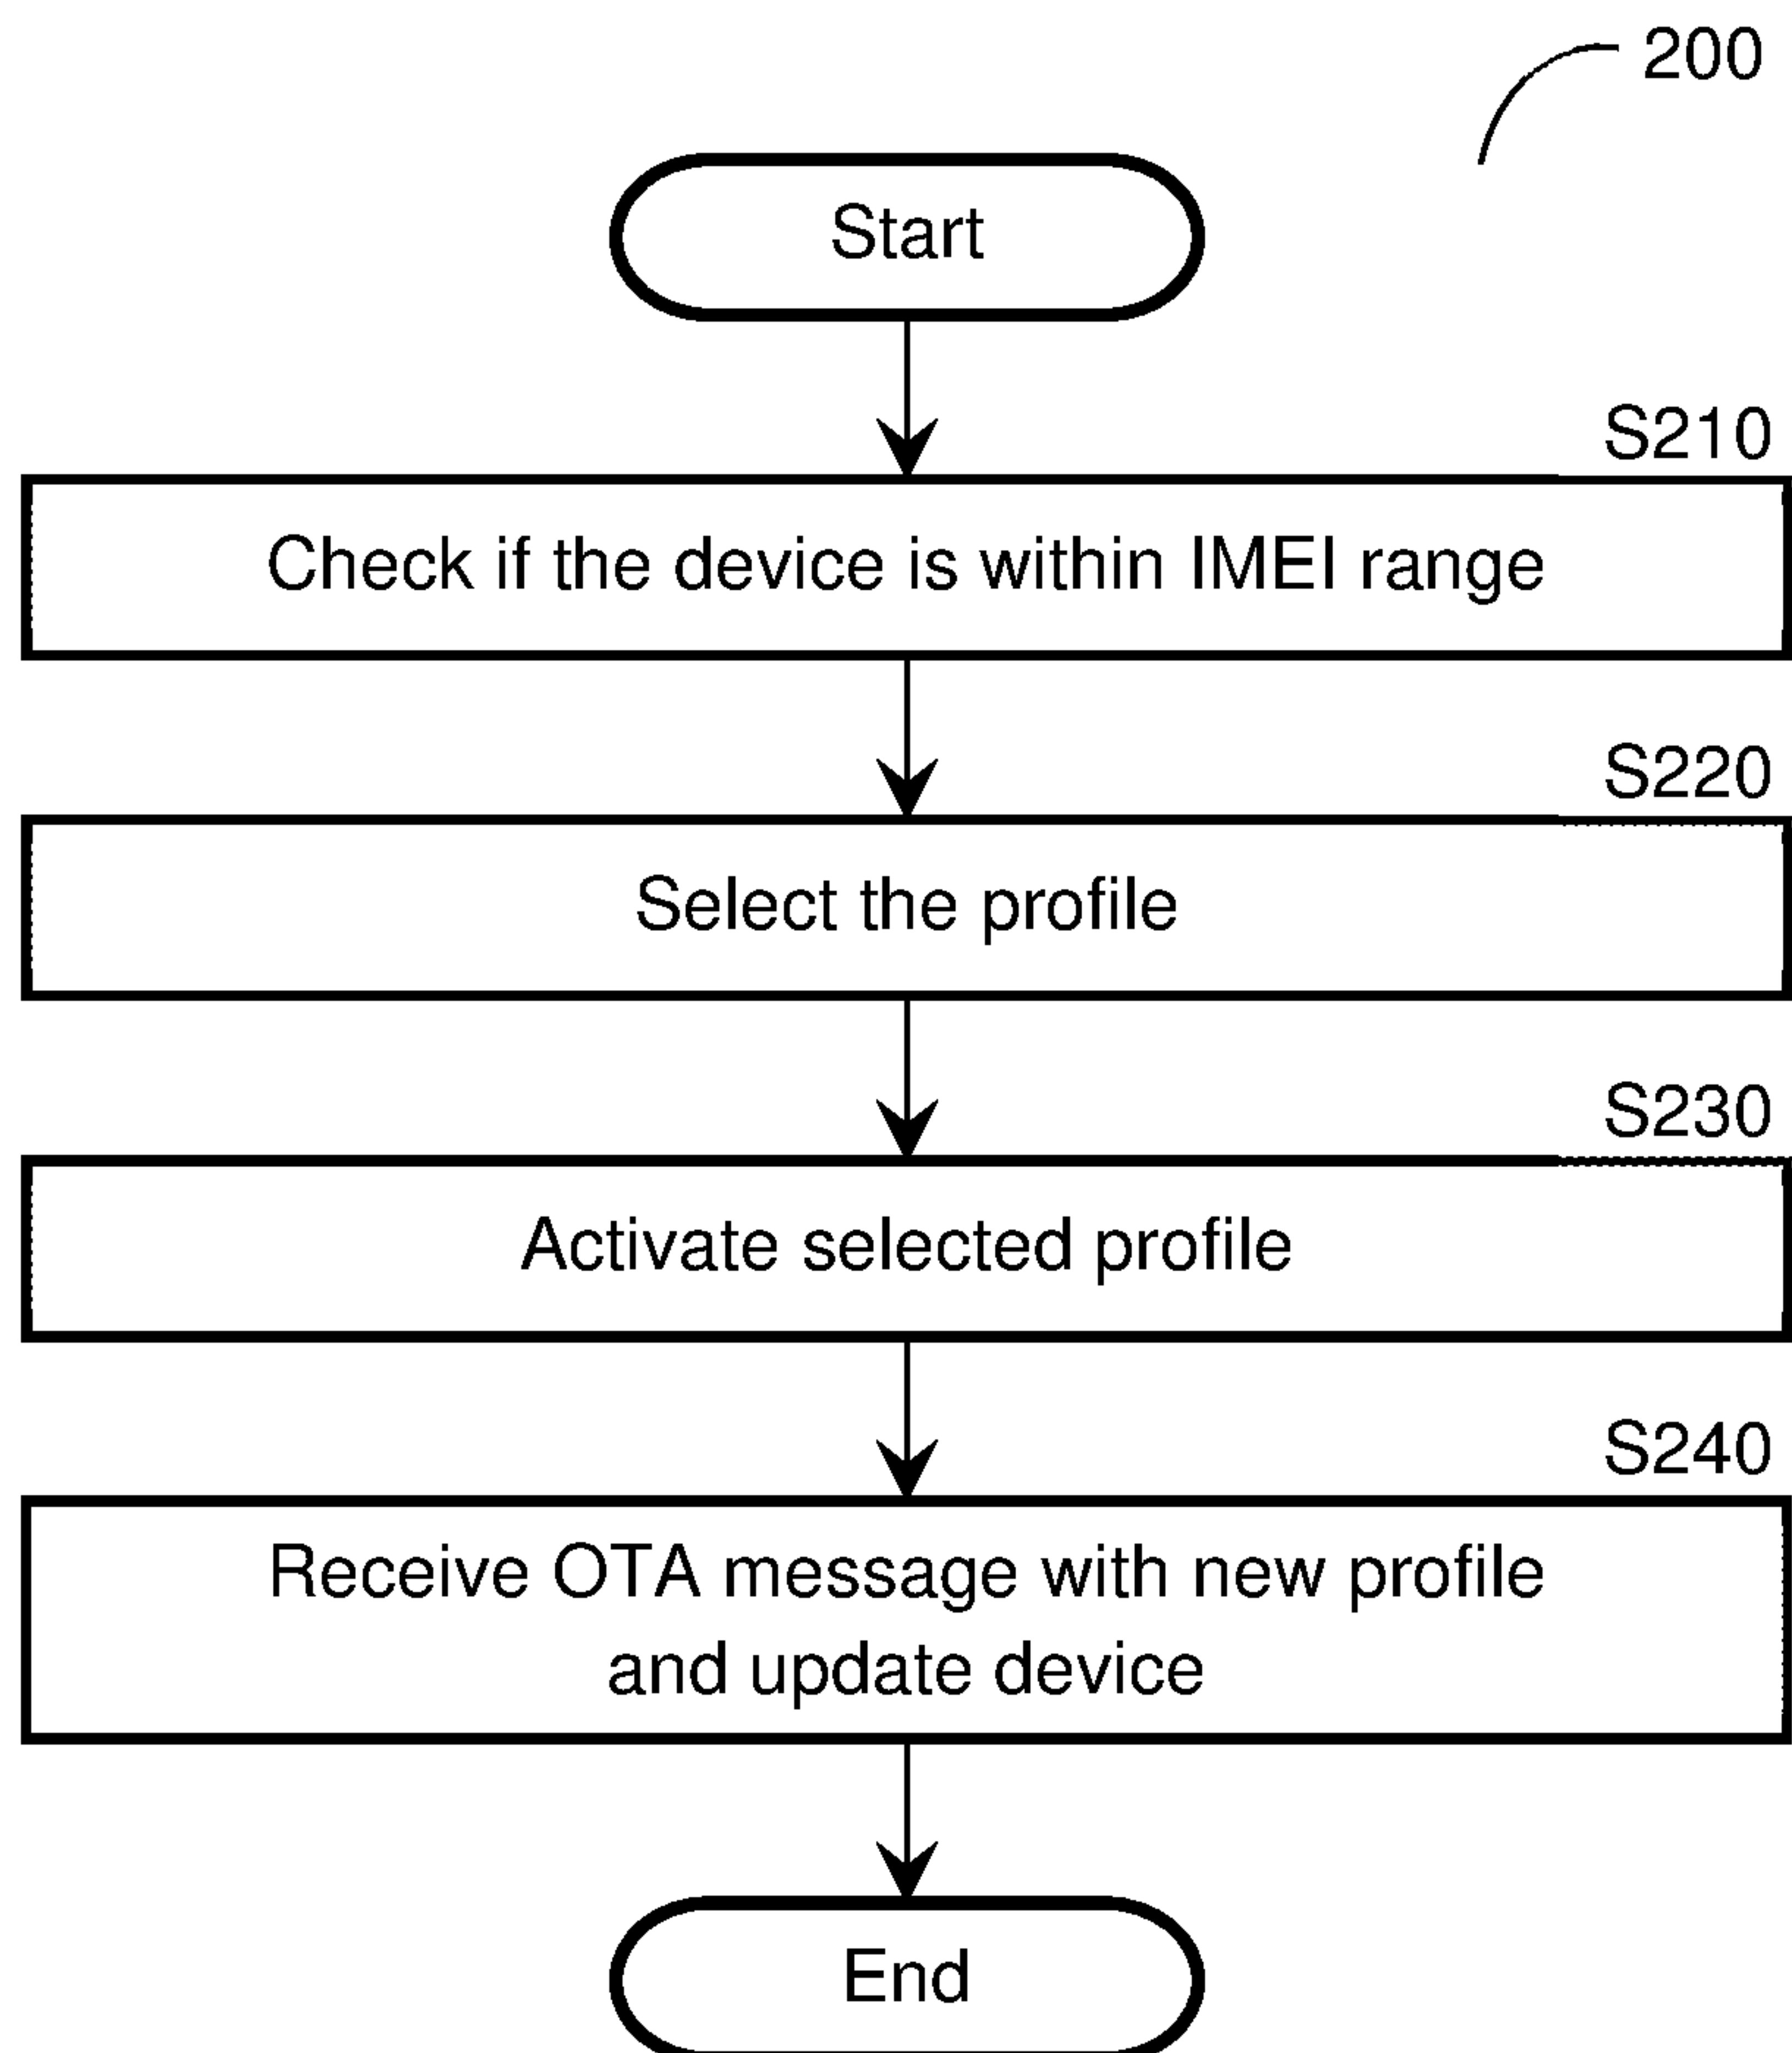 200
Start
S210
Check if the device is within IMEI range
S220
Select the profile
S230
Activate selected profile
S240
Receive OTA message with new profile
and update device
End